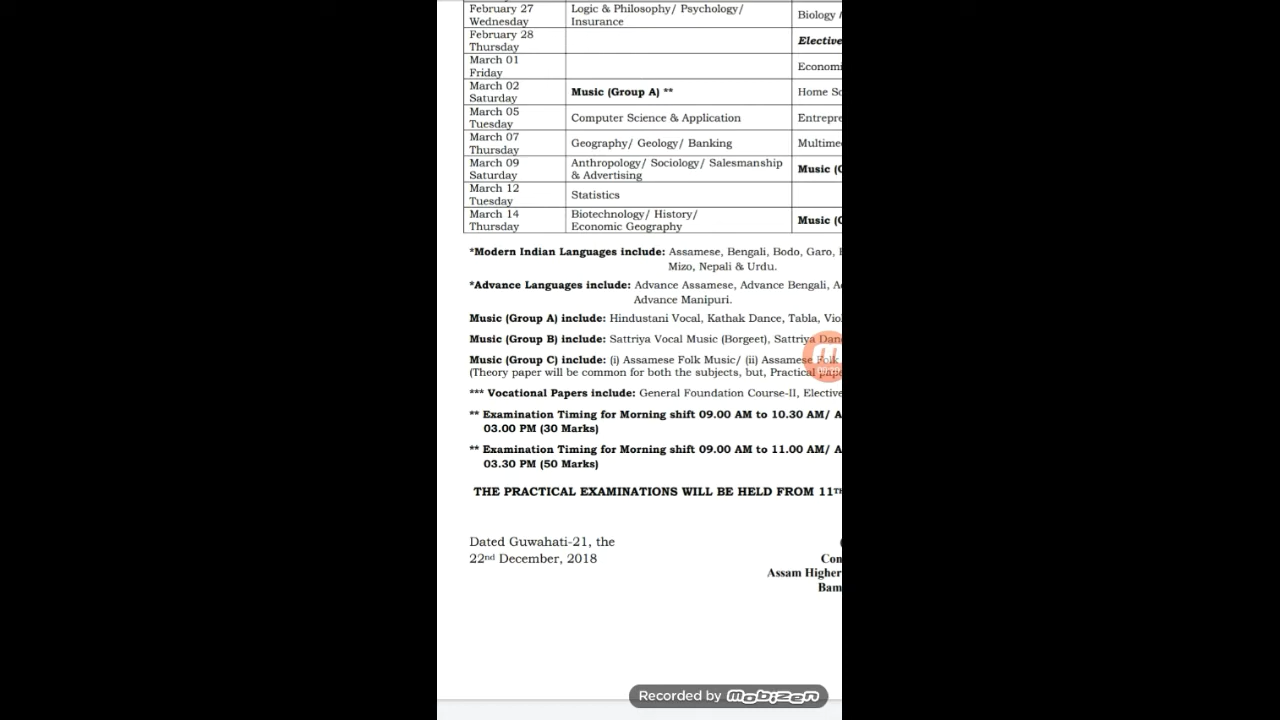 February 27
Wednesday
Logic & Philosophy/ Psychology/
Insurance
Biology /
February 28
Thursday
Elective
March 01
Friday
Economi
March 02
Saturday
Music (Group A) **
Home Sc
March 05
Tuesday
Computer Science & Application
Entrepre
March 07
Thursday
Geography/ Geology/ Banking
Multime
March 09
Saturday
Anthropology/ Sociology/ Salesmanship
& Advertising
Music (G
March 12
Tuesday
Statistics
March 14
Thursday
Biotechnology/ History/
Economic Geography
Music (G
*Modern Indian Languages include: Assamese, Bengali, Bodo, Garo,
Mizo, Nepali & Urdu.
*Advance Languages include: Advance Assamese, Advance Bengali,
Advance Manipuri.
Music (Group A) include: Hindustani Vocal, Kathak Dance, Tabla, Viol
Music (Group B) include: Sattriya Vocal Music (Borgeet), Sattriya Dan
Music (Group C) include: (i) Assamese Folk Music/ (ii) Assamese Folk
(Theory paper will be common for both the subjects, but, Practical pape
*** Vocational Papers include: General Foundation Course-II, Elective
** Examination Timing for Morning shift 09.00 AM to 10.30 AM/ A
03.00 PM (30 Marks)
** Examination Timing for Morning shift 09.00 AM to 11.00 AM/ A
03.30 PM (50 Marks)
THE PRACTICAL EXAMINATIONS WILL BE HELD FROM 11TH
Dated Guwahati-21, the
22nd December, 2018
Con
Assam Higher
Bam
Recorded by Mobizen